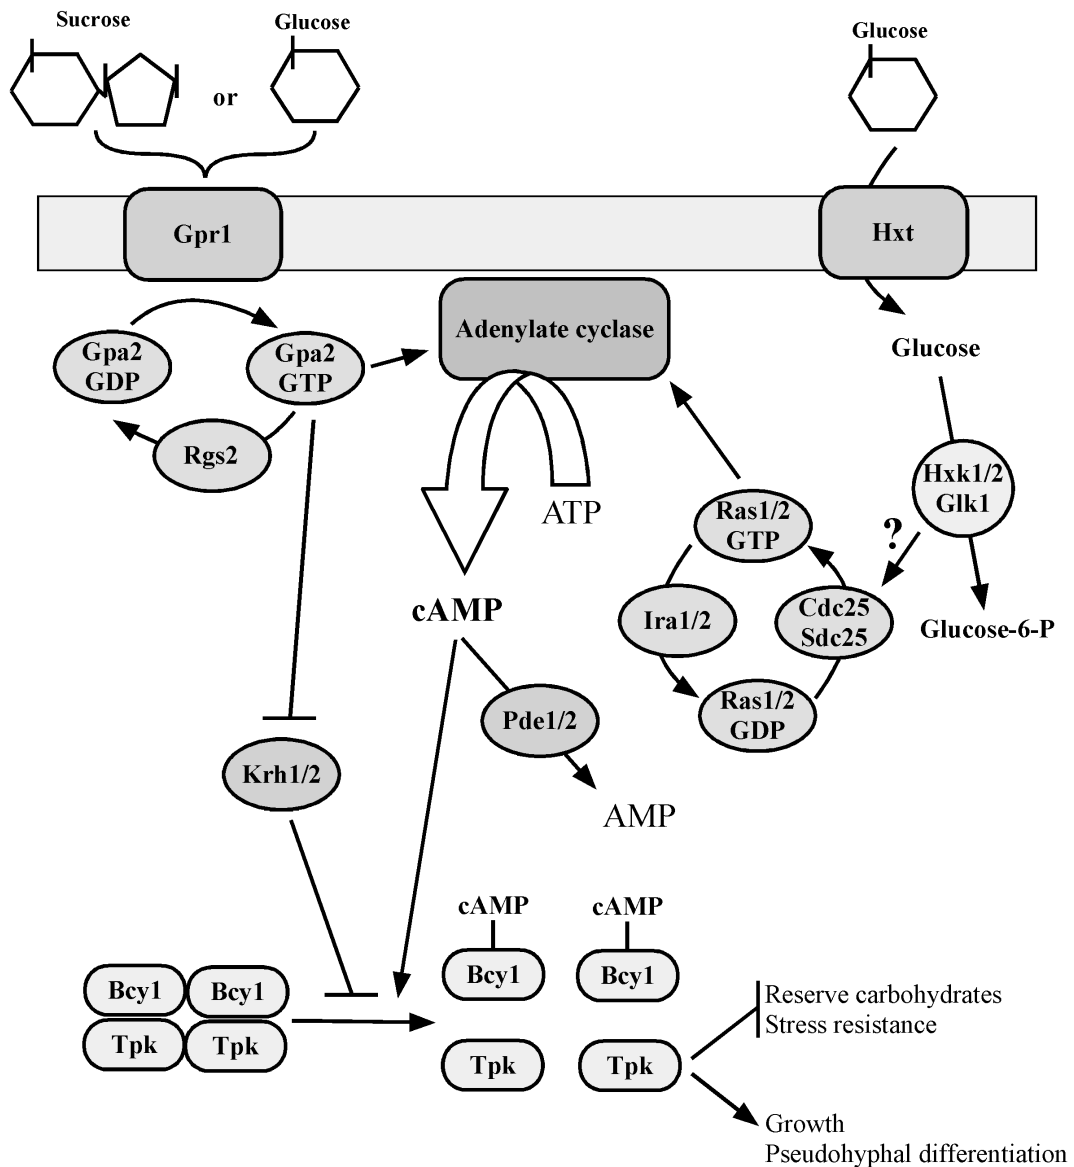 Sucrose
Glucose
Glucose
or
Gpr1
Hxt
Adenylate cyclase
Gpa2
GDP
Gpa2
GTP
Glucose
Rgs2
Hxk1/2
Glk1
ATP
Ras1/2
GTP
?
cAMP
Ira1/2
Cdc25
Sdc25
Glucose-6-P
Ras1/2
GDP
Pde1/2
Krh1/2
AMP
cAMP
cAMP
Bcy1
Bcy1
Bcy1
Bcy1
Tpk
Tpk
Tpk
Tpk
Reserve carbohydrates
Stress resistance
Growth
Pseudohyphal differentiation